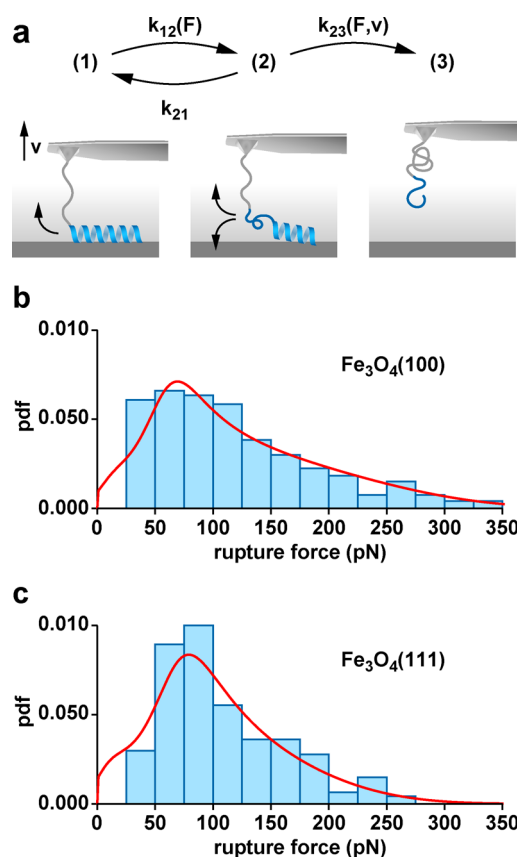 a
k12(F)
k23(F,v)
(1)
(2)
(3)
k21
v
b
0.010
Fe3O4(100)
pdf
0.050
0.000
0 50 100 150 200 250 300 350
rupture force (pN)
c
0.010
Fe3O4(111)
pdf
0.050
0.000
0 50 100 150 200 250 300 350
rupture force (pN)